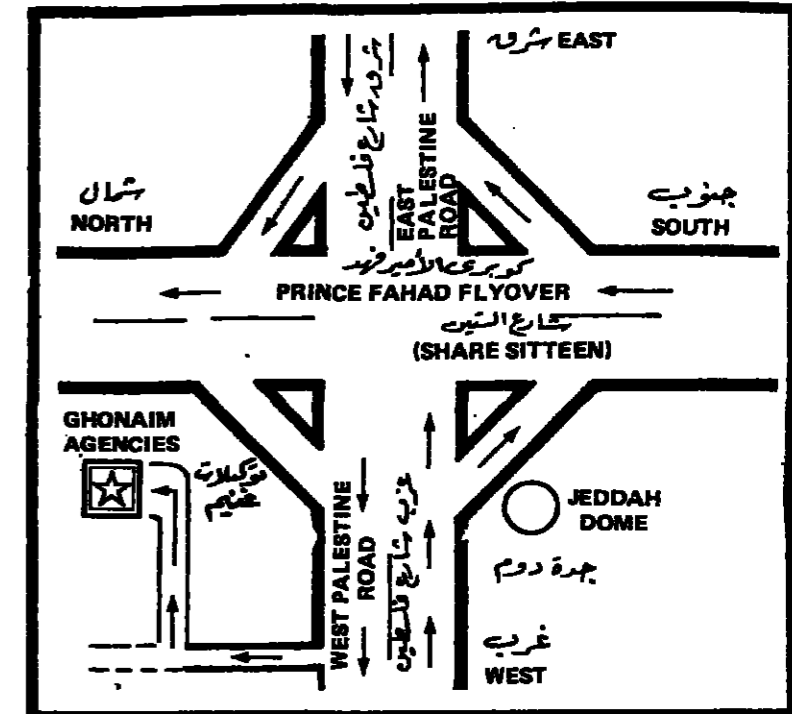 شرق EAST
شرق شارع فلسطين
EAST
PALESTINE
ROAD
شمال
NORTH
جنوب
SOUTH
كوبرى الأمير فهد
PRINCE FAHAD FLYOVER
شارع الستين
(SHARE SITTEEN)
GHONAIM
AGENCIES
توكيلات
غنيم
WEST PALESTINE
ROAD
غرب شارع فلسطين
JEDDAH
DOME
جدة دوم
غرب
WEST